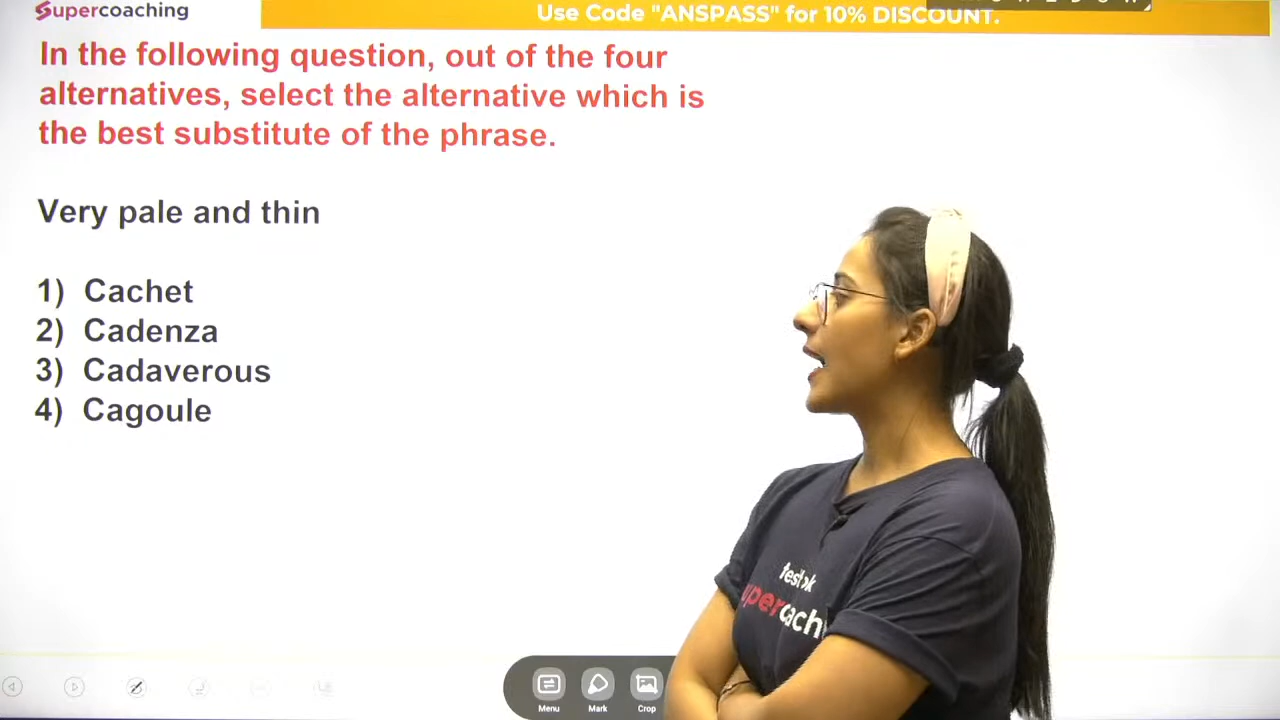 Supercoaching
Use Code "ANSPASS" for 10% DISCOUNT.
In the following question, out of the four
alternatives, select the alternative which is
the best substitute of the phrase.
Very pale and thin
1) Cachet
2) Cadenza
3) Cadaverous
4) Cagoule
Menu
Mark
Crop